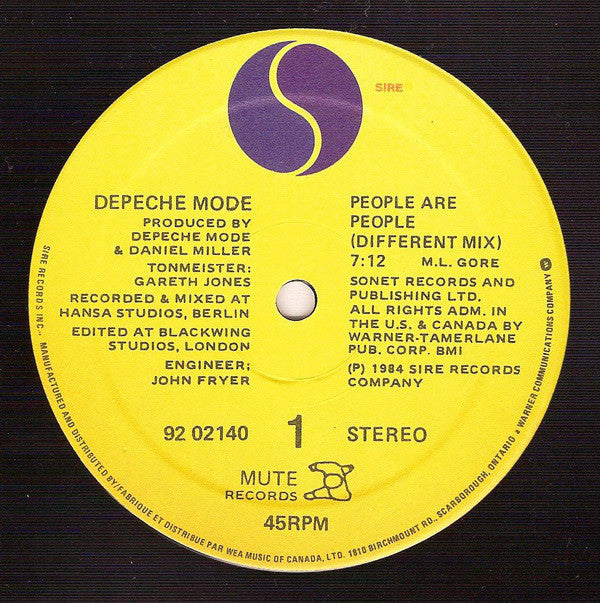 SIRE
DEPECHE MODE
PRODUCED BY
DEPECHE MODE
& DANIEL MILLER
TONMEISTER:
GARETH JONES
RECORDED & MIXED AT
HANSA STUDIOS, BERLIN
EDITED AT BLACKWING
STUDIOS, LONDON
ENGINEER;
JOHN FRYER
PEOPLE ARE
PEOPLE
(DIFFERENT MIX)
7:12 M.L. GORE
SONET RECORDS AND
PUBLISHING LTD.
ALL RIGHTS ADM. IN
THE U.S. & CANADA BY
WARNER-TAMERLANE
PUB. CORP. BMI
(P) 1984 SIRE RECORDS
COMPANY
92 02140 1 STEREO
MUTE
RECORDS
45RPM
SIRE RECORDS INC., MANUFACTURED AND DISTRIBUTED BY/FABRIQUE ET DISTRIBUE PAR WEA MUSIC OF CANADA, LTD. 1810 BIRCHMOUNT RD., SCARBOROUGH, ONTARIO a WARNER COMMUNICATIONS COMPANY